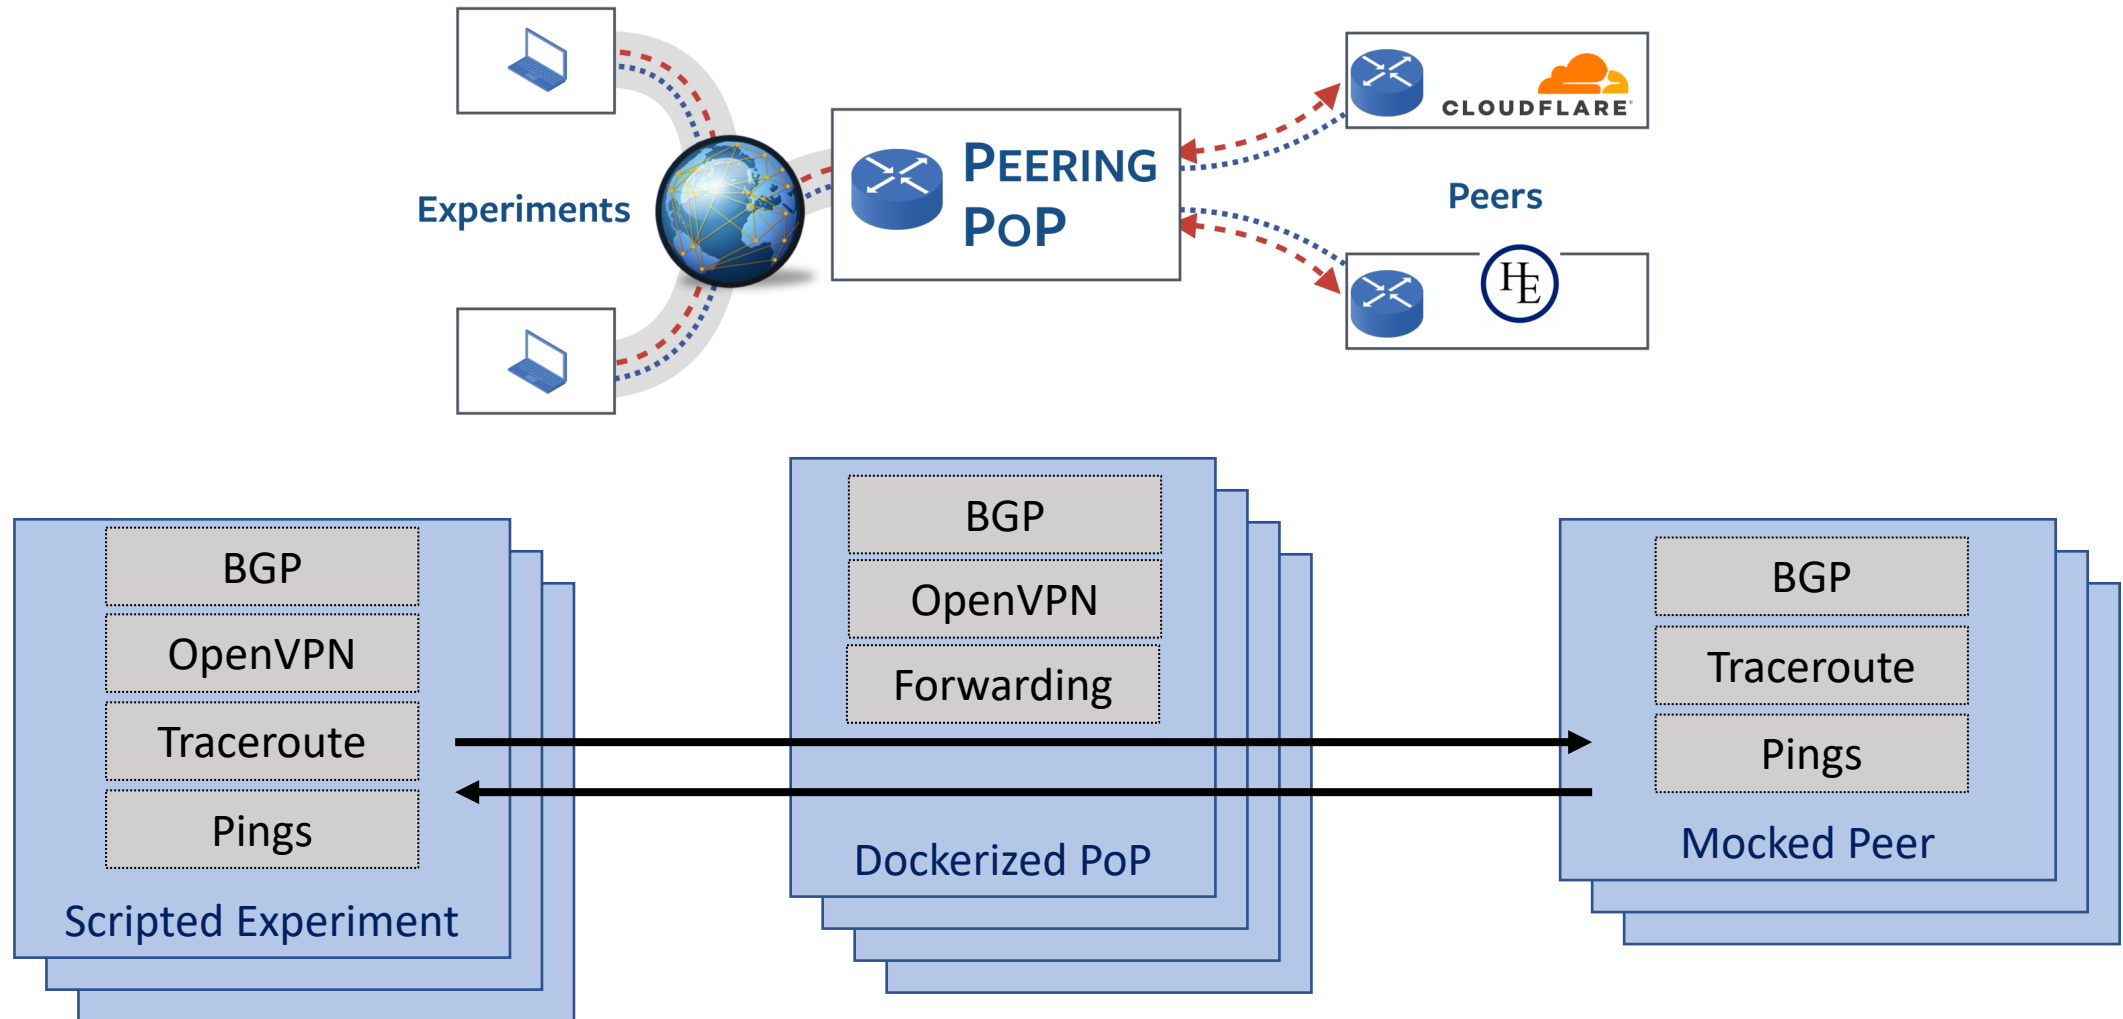 Experiments
PEERING
POP
CLOUDFLARE
Peers
HE
BGP
OpenVPN
Traceroute
Pings
Scripted Experiment
BGP
OpenVPN
Forwarding
Dockerized PoP
BGP
Traceroute
Pings
Mocked Peer